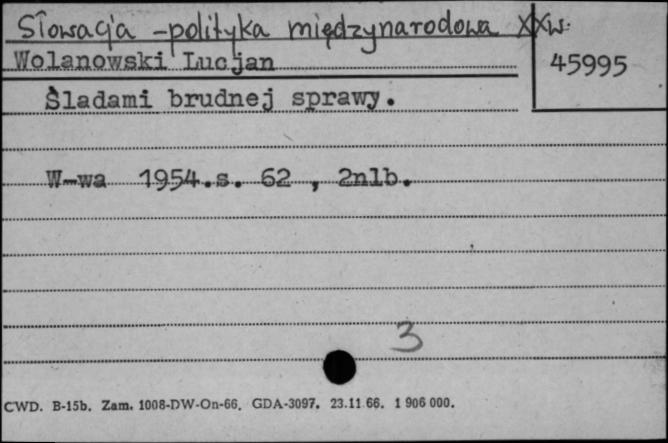 Słowacja - polityka międzynarodowa XXw.
Wolanowski Lucjan
45995
Śladami brudnej sprawy.
W-wa 1954.s. 62 , 2nlb.
3
CWD. B-15b. Zam. 1008-DW-On-66. GDA-3097. 23.11.66. 1 906 000.